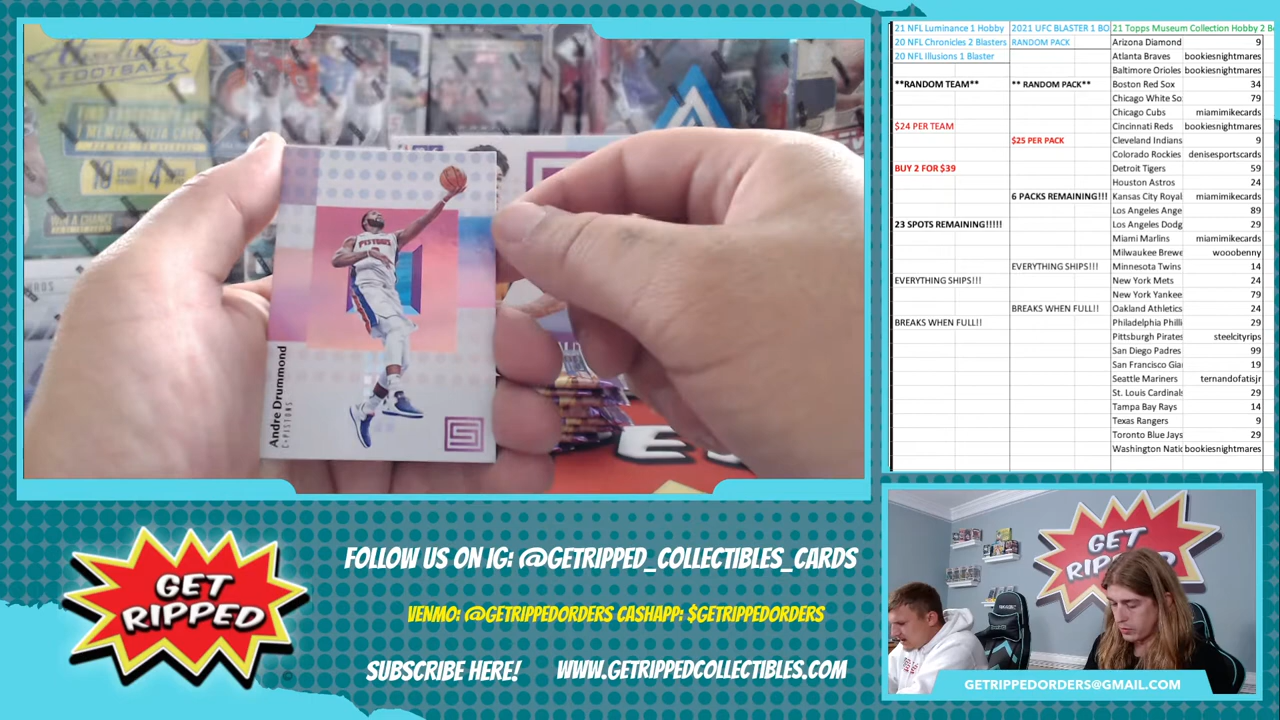 FOOTBALL
Andre Drummond
C • PISTONS
PISTONS
21 NFL Luminance 1 Hobby
20 NFL Chronicles 2 Blasters
20 NFL Illusions 1 Blaster
**RANDOM TEAM**
$24 PER TEAM
BUY 2 FOR $39
23 SPOTS REMAINING!!!!!
EVERYTHING SHIPS!!!
BREAKS WHEN FULL!!
2021 UFC BLASTER 1 BO
RANDOM PACK
** RANDOM PACK**
$25 PER PACK
6 PACKS REMAINING!!!
EVERYTHING SHIPS!!!
BREAKS WHEN FULL!!
21 Topps Museum Collection Hobby 2 B
Arizona Diamond 9
Atlanta Braves bookiesnightmares
Baltimore Orioles bookiesnightmares
Boston Red Sox 34
Chicago White So 79
Chicago Cubs miamimikecards
Cincinnati Reds bookiesnightmares
Cleveland Indians 9
Colorado Rockies denisesportcards
Detroit Tigers 59
Houston Astros 24
Kansas City Royal miamimikecards
Los Angeles Ange 89
Los Angeles Dodg 29
Miami Marlins miamimikecards
Milwaukee Brewe wooobenny
Minnesota Twins 14
New York Mets 24
New York Yankee 79
Oakland Athletics 24
Philadelphia Philli 29
Pittsburgh Pirates steelcityrips
San Diego Padres 99
San Francisco Gia 19
Seattle Mariners ternandofatisjr
St. Louis Cardinals 29
Tampa Bay Rays 14
Texas Rangers 9
Toronto Blue Jays 29
Washington Natio bookiesnightmares
GET
RIPPED
FOLLOW US ON IG: @GETRIPPED_COLLECTIBLES_CARDS
VENMO: @GETRIPPEDORDERS CASHAPP: $GETRIPPEDORDERS
SUBSCRIBE HERE! WWW.GETRIPPEDCOLLECTIBLES.COM
GET
GETRIPPEDORDERS@GMAIL.COM